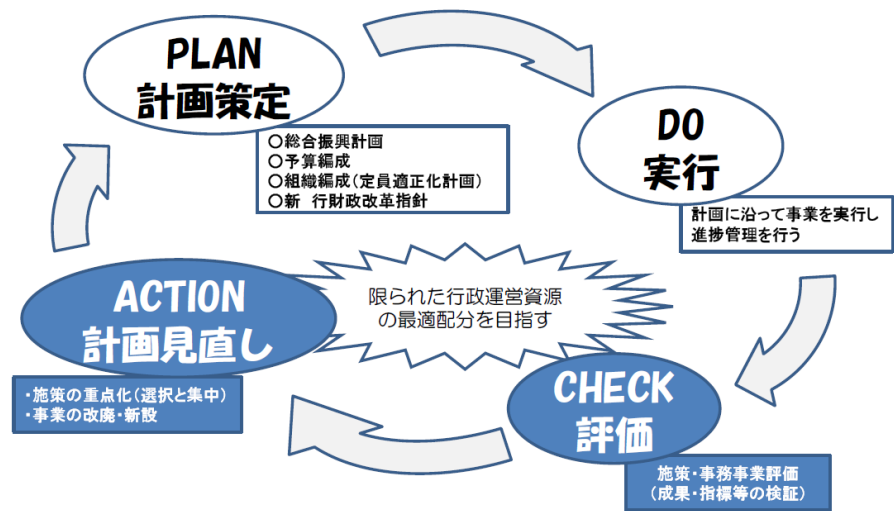 PLAN
計画策定
○総合振興計画
○予算編成
○組織編成(定員適正化計画)
○新 行財政改革指針
DO
実行
計画に沿って事業を実行し
進捗管理を行う
限られた行政運営資源
の最適配分を目指す
ACTION
計画見直し
・施策の重点化(選択と集中)
・事業の改廃・新設
CHECK
評価
施策・事務事業評価
(成果・指標等の検証)